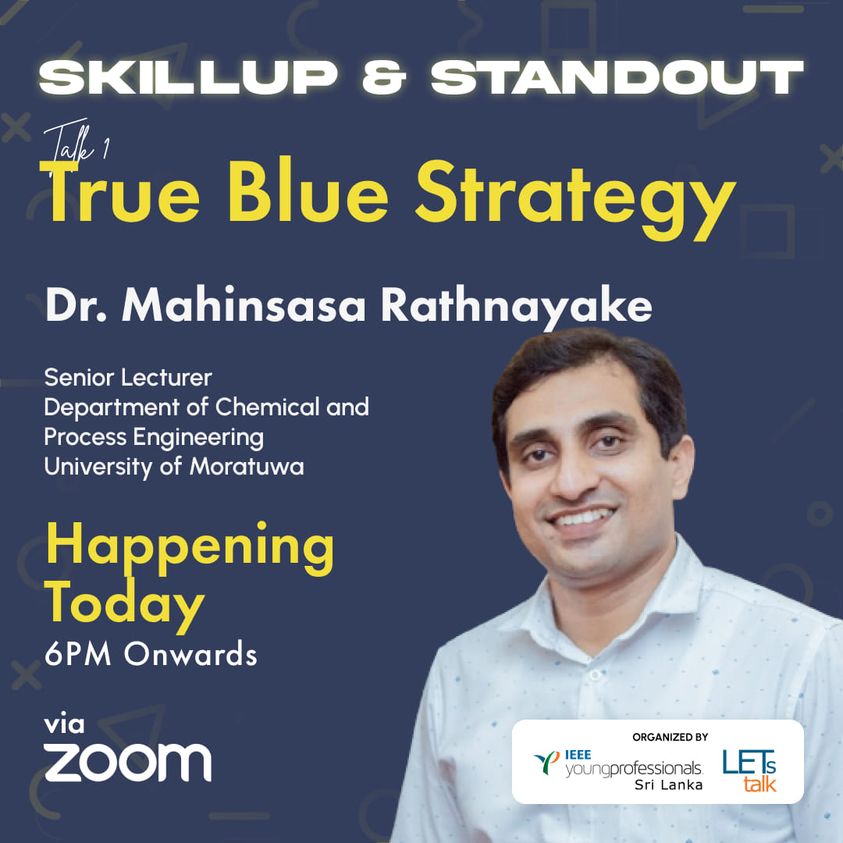 SKILLUP & STANDOUT
Talk 1
True Blue Strategy
Dr. Mahinsasa Rathnayake
Senior Lecturer
Department of Chemical and
Process Engineering
University of Moratuwa
Happening
Today
6PM Onwards
via
zoom
ORGANIZED BY
IEEE
youngprofessionals
Sri Lanka
LETs
talk